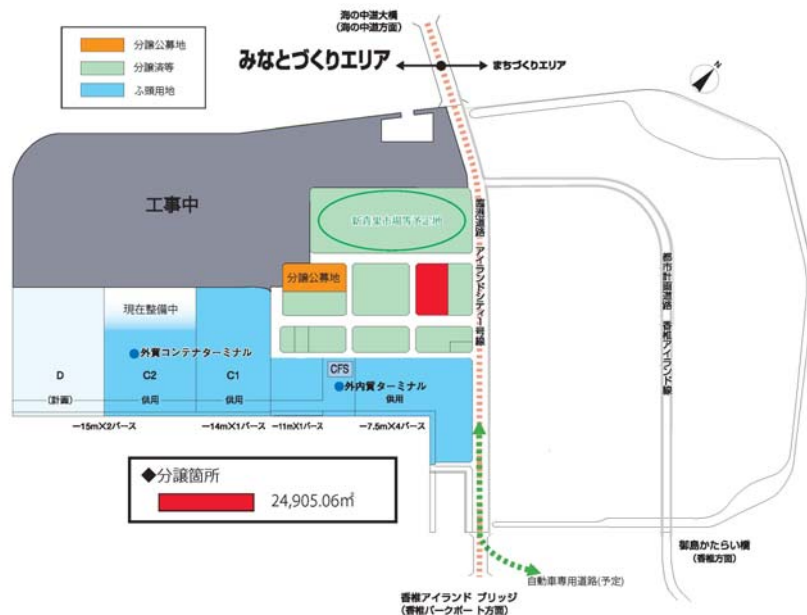 海の中道大橋
(海の中道方面)
分譲公募地
分譲済等
ふ頭用地
みなとづくりエリア
まちづくりエリア
工事中
新青果市場等予定地
臨港道路 アイランドシティ1号線
都市計画道路 香椎アイランド線
分譲公募地
現在整備中
外貿コンテナターミナル
D
(計画)
C2
供用
C1
供用
CFS
外内貿ターミナル
供用
−15m×2バース
−14m×1バース
−11m×1バース
−7.5m×4バース
◆分譲箇所
24,905.06㎡
御島かたらい橋
(香椎方面)
自動車専用道路(予定)
香椎アイランド ブリッジ
(香椎パークポート方面)